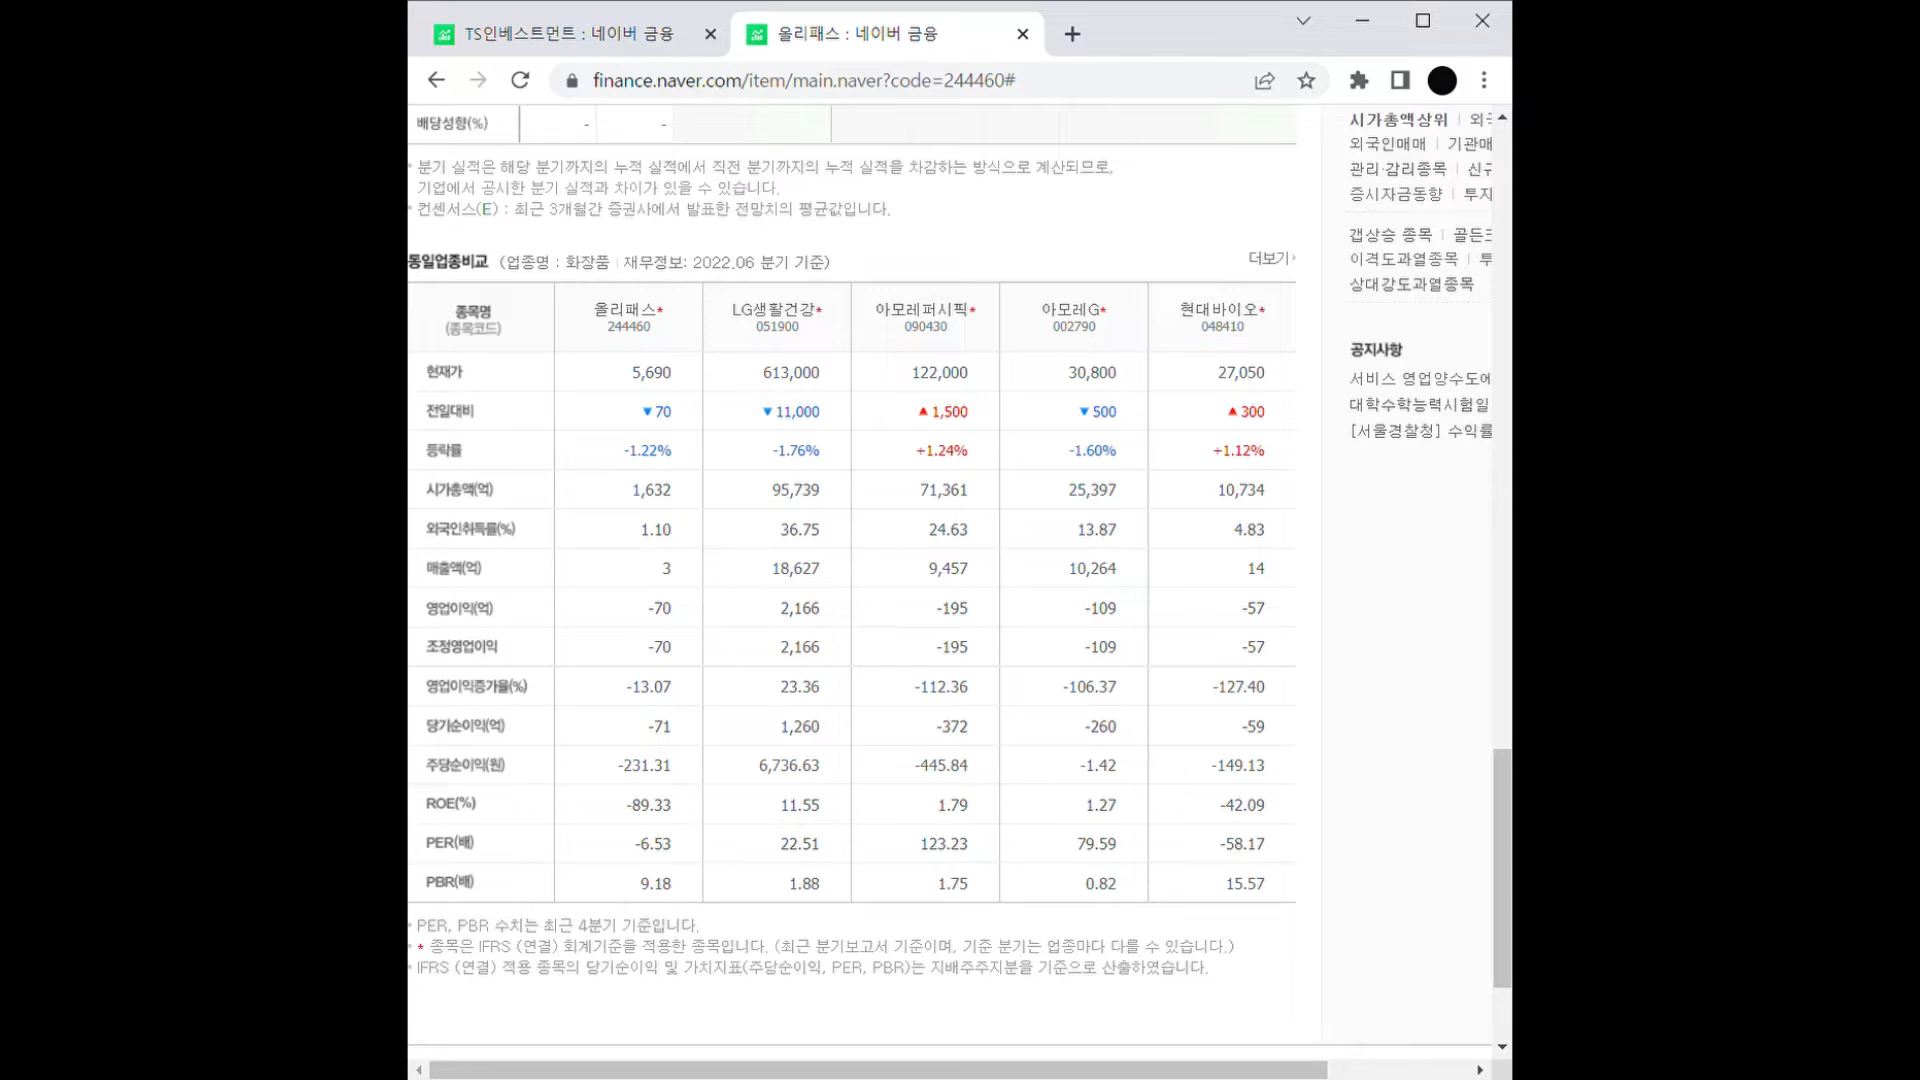 TS인베스트먼트 : 네이버 금융
올리패스 : 네이버 금융
finance.naver.com/item/main.naver?code=244460#
배당성향(%) - -
* 분기 실적은 해당 분기까지의 누적 실적에서 직전 분기까지의 누적 실적을 차감하는 방식으로 계산되므로,
기업에서 공시한 분기 실적과 차이가 있을 수 있습니다.
* 컨센서스(E) : 최근 3개월간 증권사에서 발표한 전망치의 평균값입니다.
동일업종비교 (업종명 : 화장품 | 재무정보: 2022.06 분기 기준) 더보기
종목명 올리패스* LG생활건강* 아모레퍼시픽* 아모레G* 현대바이오*
(종목코드) 244460 051900 090430 002790 048410
현재가 5,690 613,000 122,000 30,800 27,050
전일대비 ▼70 ▼11,000 ▲1,500 ▼500 ▲300
등락률 -1.22% -1.76% +1.24% -1.60% +1.12%
시가총액(억) 1,632 95,739 71,361 25,397 10,734
외국인취득률(%) 1.10 36.75 24.63 13.87 4.83
매출액(억) 3 18,627 9,457 10,264 14
영업이익(억) -70 2,166 -195 -109 -57
조정영업이익 -70 2,166 -195 -109 -57
영업이익증가율(%) -13.07 23.36 -112.36 -106.37 -127.40
당기순이익(억) -71 1,260 -372 -260 -59
주당순이익(원) -231.31 6,736.63 -445.84 -1.42 -149.13
ROE(%) -89.33 11.55 1.79 1.27 -42.09
PER(배) -6.53 22.51 123.23 79.59 -58.17
PBR(배) 9.18 1.88 1.75 0.82 15.57
* PER, PBR 수치는 최근 4분기 기준입니다.
* * 종목은 IFRS (연결) 회계기준을 적용한 종목입니다. (최근 분기보고서 기준이며, 기준 분기는 업종마다 다를 수 있습니다.)
* IFRS (연결) 적용 종목의 당기순이익 및 가치지표(주당순이익, PER, PBR)는 지배주주지분을 기준으로 산출하였습니다.
시가총액상위 | 외
외국인매매 | 기관매
관리·감리종목 | 신규
증시자금동향 | 투자
갭상승 종목 | 골든
이격도과열종목 | 투
상대강도과열종목
공지사항
서비스 영업양수도에
대학수학능력시험일
[서울경찰청] 수익률